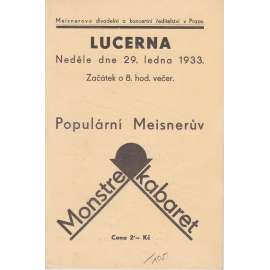 Meisnerovo divadelní a koncertní ředitelství v Praze.
LUCERNA
Neděle dne 29. ledna 1933.
Začátek o 8. hod. večer.
Populární Meisnerův
Monstre kabaret
Cena 2'— Kč